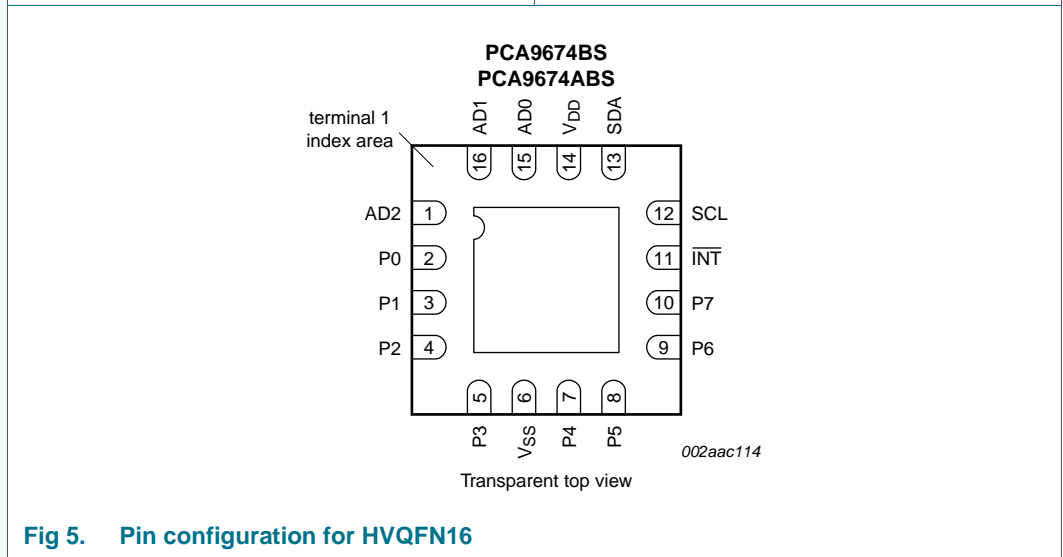 PCA9674BS
PCA9674ABS
terminal 1
index area
AD1
AD0
VDD
SDA
16
15
14
13
AD2 1
12 SCL
P0 2
11 INT
P1 3
10 P7
P2 4
9 P6
5
6
7
8
P3
VSS
P4
P5
002aac114
Transparent top view
Fig 5. Pin configuration for HVQFN16